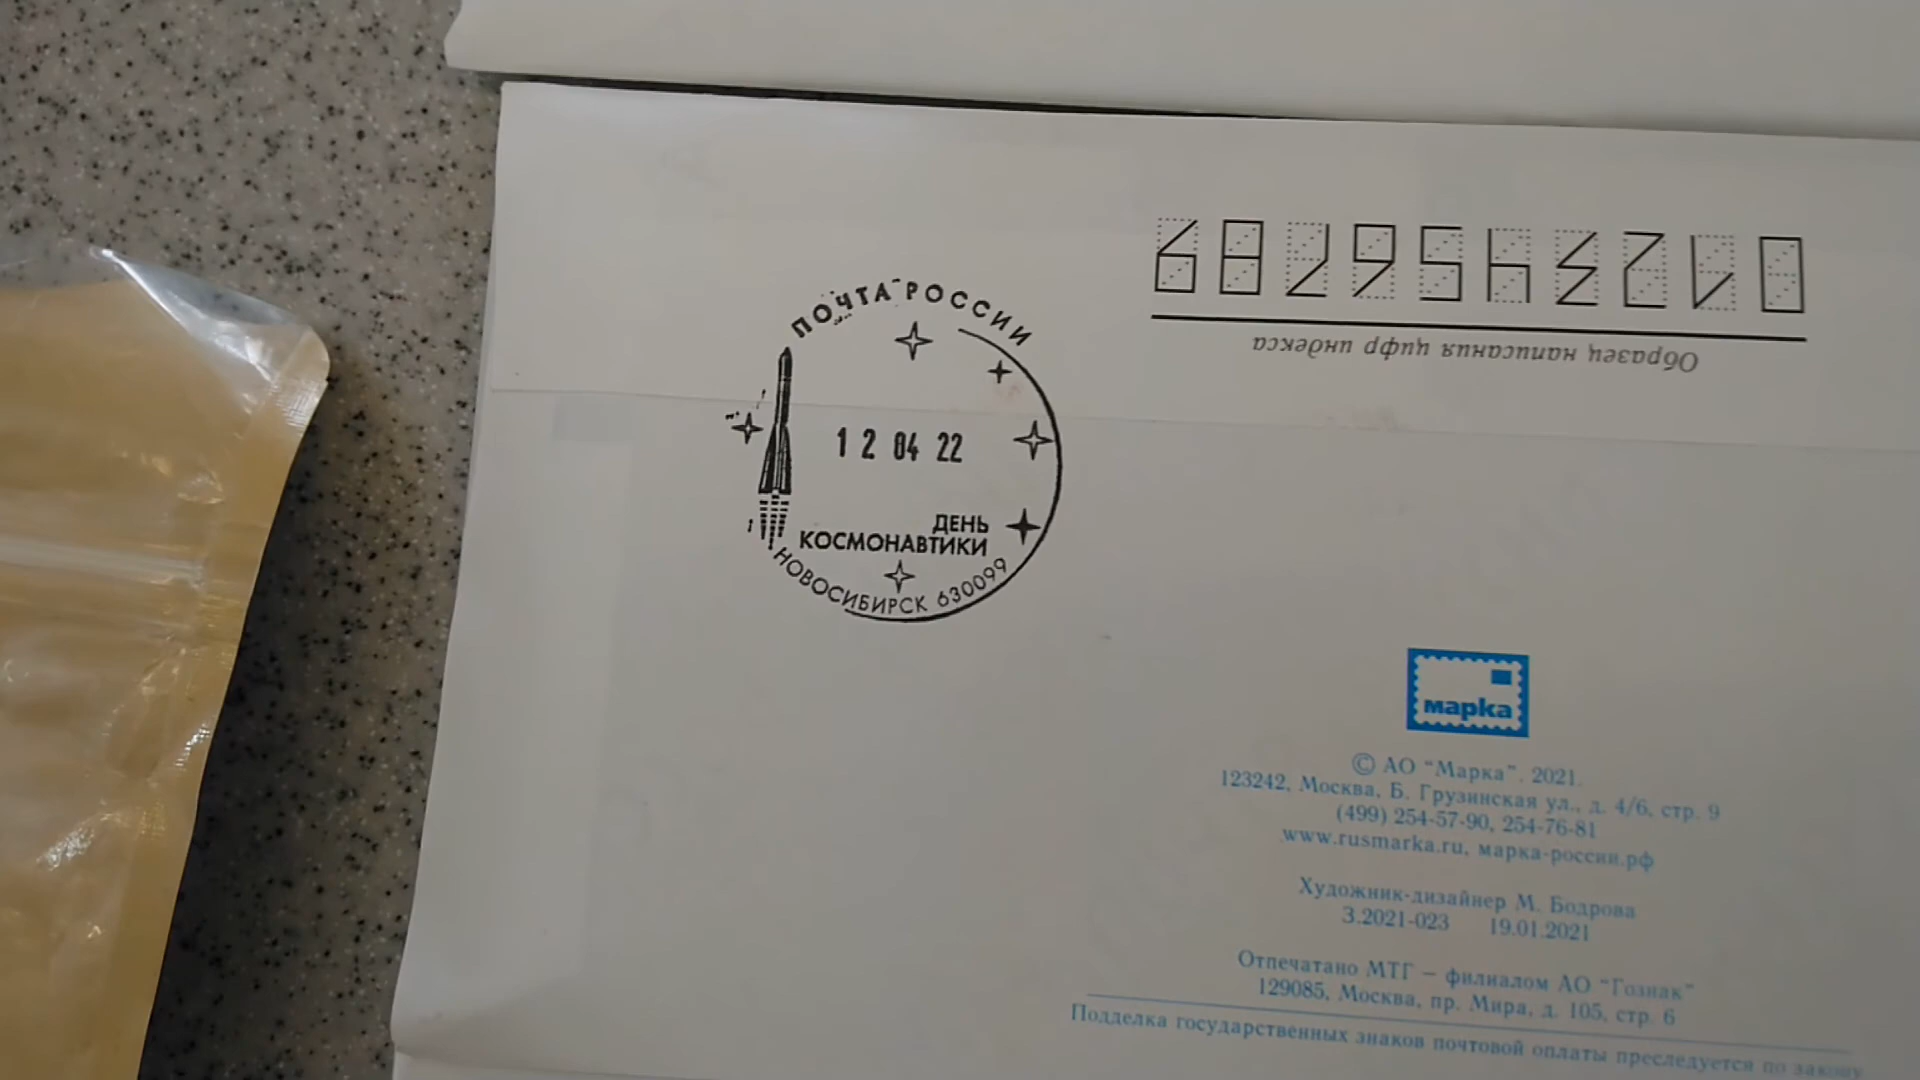 ПОЧТА РОССИИ
12 04 22
ДЕНЬ
КОСМОНАВТИКИ
НОВОСИБИРСК 630099
0123456789
Образец написания цифр индекса
марка
© АО "Марка". 2021.
123242, Москва, Б. Грузинская ул., д. 4/6, стр. 9
(499) 254-57-90, 254-76-81
www.rusmarka.ru, марка-россии.рф
Художник-дизайнер М. Бодрова
З.2021-023 19.01.2021
Отпечатано МТГ – филиалом АО "Гознак"
129085, Москва, пр. Мира, д. 105, стр. 6
Подделка государственных знаков почтовой оплаты преследуется по закону